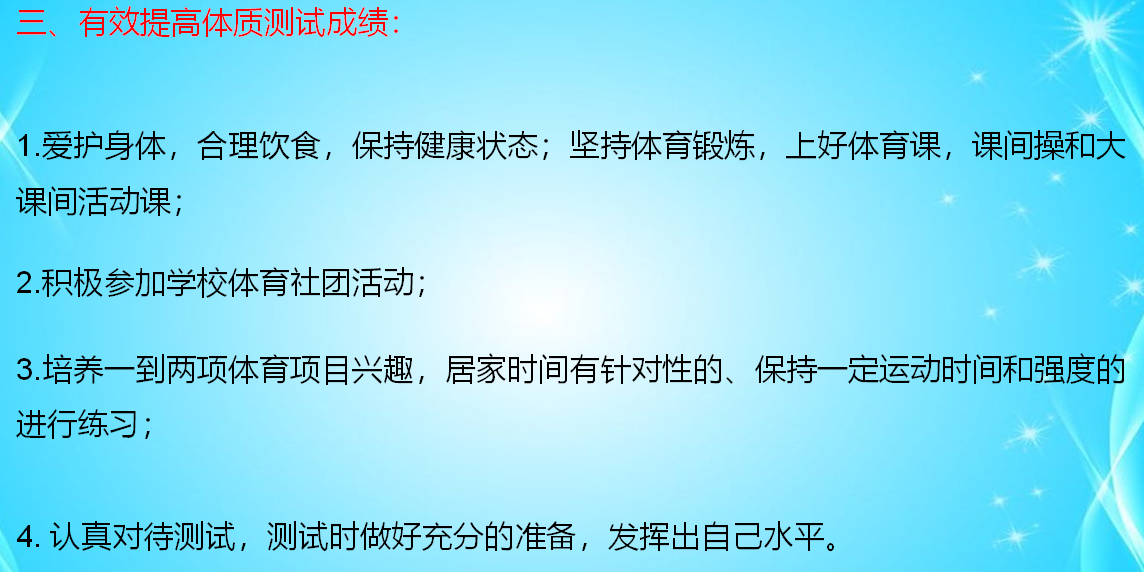 三、有效提高体质测试成绩：
1.爱护身体，合理饮食，保持健康状态；坚持体育锻炼，上好体育课，课间操和大
课间活动课；
2.积极参加学校体育社团活动；
3.培养一到两项体育项目兴趣，居家时间有针对性的、保持一定运动时间和强度的
进行练习；
4. 认真对待测试，测试时做好充分的准备，发挥出自己水平。